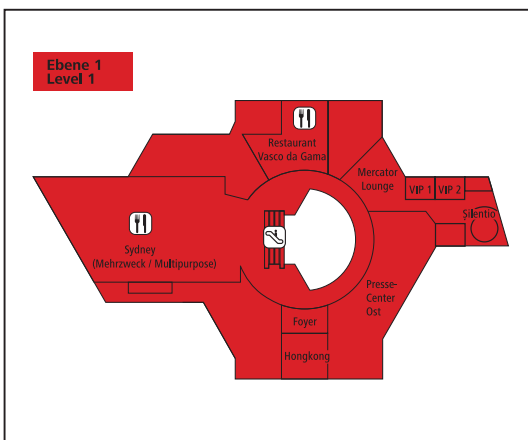 Ebene 1
Level 1
Restaurant
Vasco da Gama
Mercator
Lounge
VIP 1
VIP 2
Silentio
Sydney
(Mehrzweck / Multipurpose)
Presse-
Center
Ost
Foyer
Hongkong